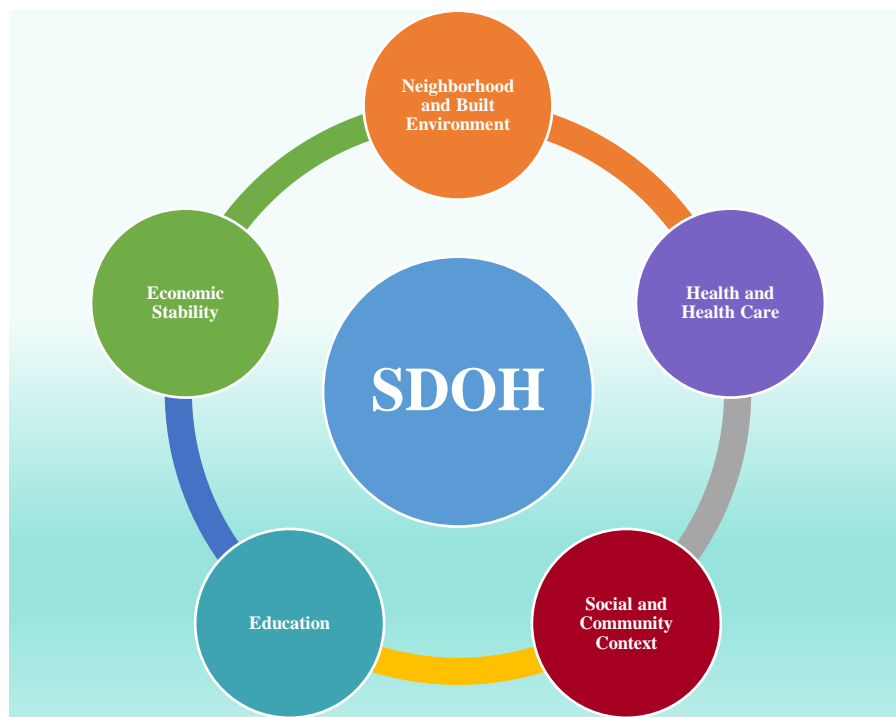 Neighborhood
and Built
Environment
Economic
Stability
Health and
Health Care
SDOH
Education
Social and
Community
Context